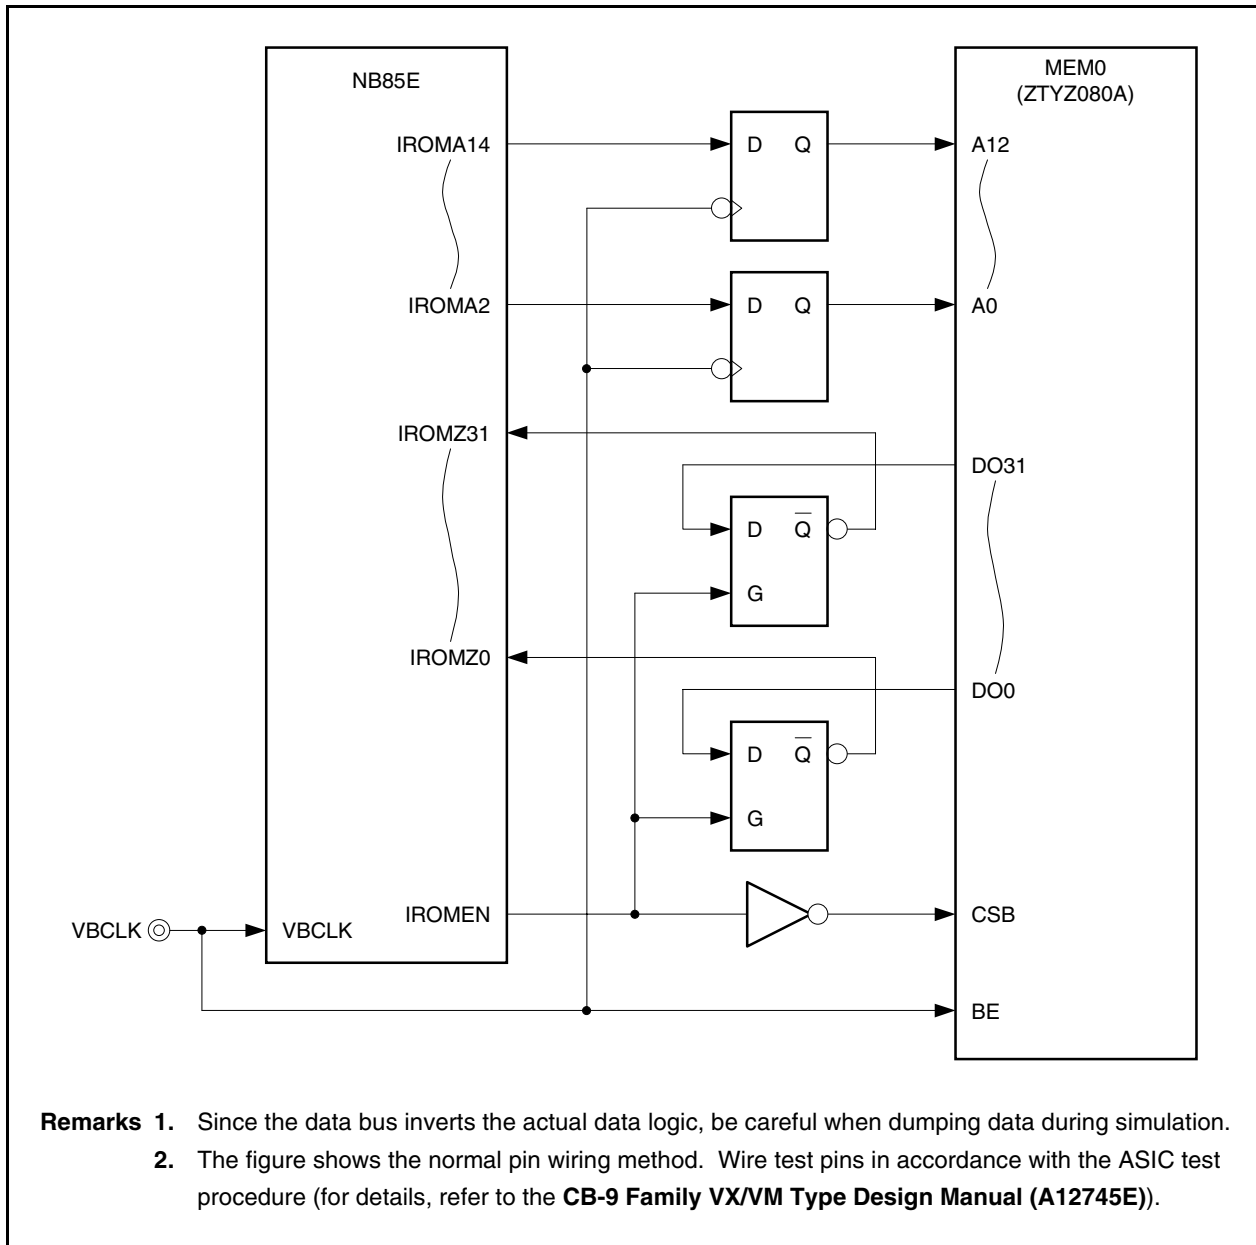 NB85E
MEM0
(ZTYZ080A)
IROMA14
D Q
A12
IROMA2
D Q
A0
IROMZ31
DO31
D Q̅
G
IROMZ0
DO0
D Q̅
G
IROMEN
CSB
VBCLK
VBCLK
BE
Remarks 1. Since the data bus inverts the actual data logic, be careful when dumping data during simulation.
2. The figure shows the normal pin wiring method. Wire test pins in accordance with the ASIC test
procedure (for details, refer to the CB-9 Family VX/VM Type Design Manual (A12745E)).